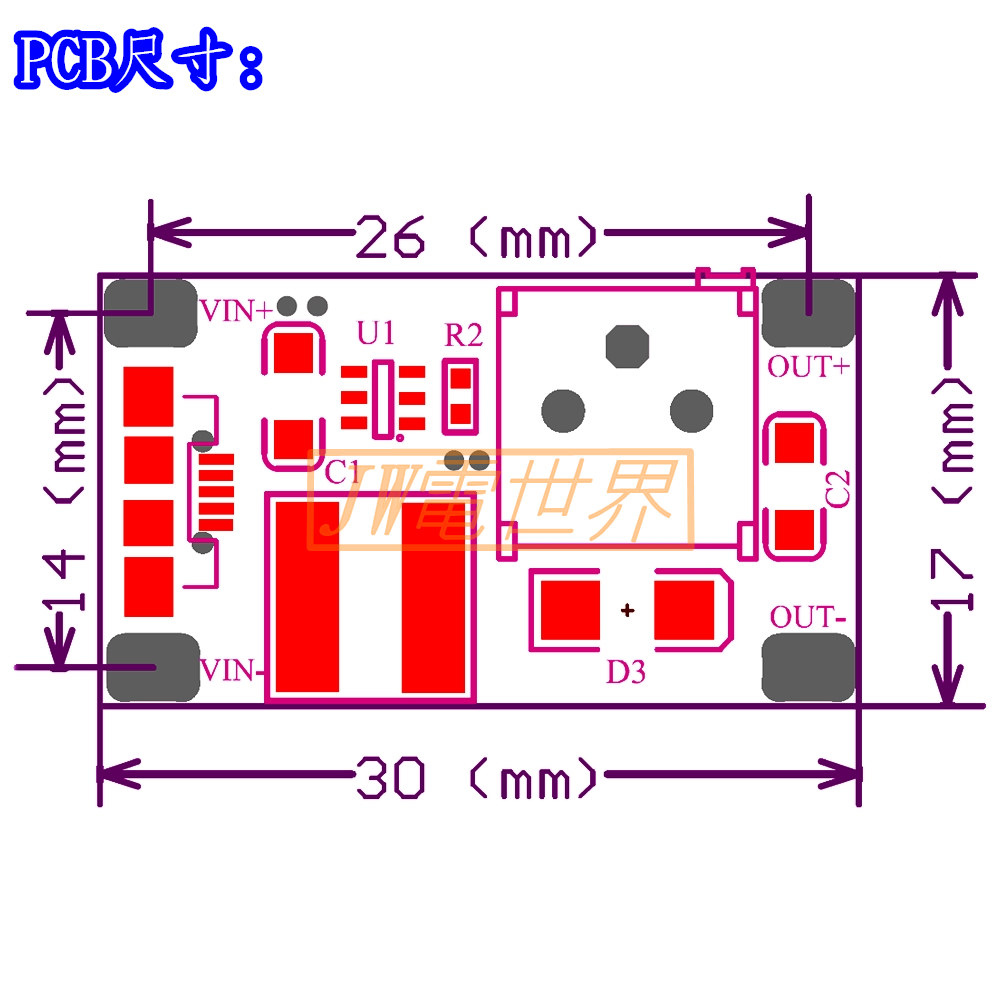 PCB尺寸：
26 (mm)
VIN+
U1
R2
OUT+
14 (mm)
17 (mm)
C1
C2
JW電世界
OUT-
VIN-
D3
30 (mm)